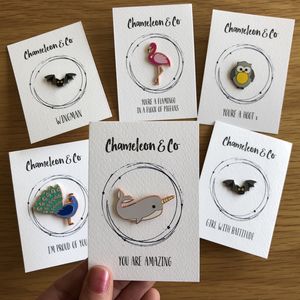 Chameleon & Co
WINGMAN
Chameleon & Co
YOU'RE A FLAMINGO
IN A FLOCK OF PIGEONS
Chameleon & Co
YOU'RE A HOOT x
Chameleon & Co
I'M PROUD OF YOU
Chameleon & Co
YOU ARE AMAZING
Chameleon & Co
GIRL WITH BATTITUDE